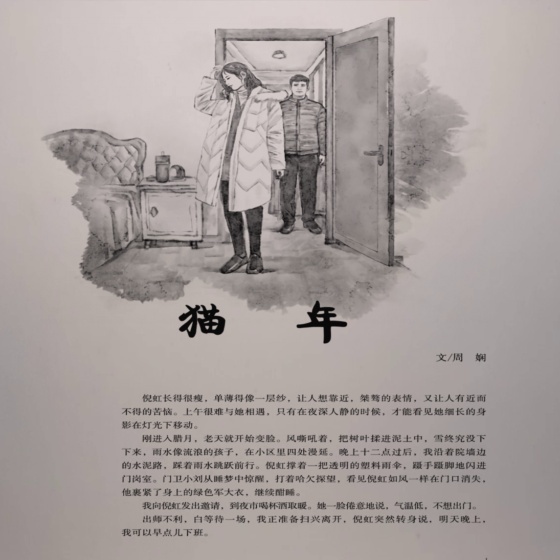 猫 年
文/周 娴
倪虹长得很瘦，单薄得像一层纱，让人想靠近，桀骜的表情，又让人有近而
不得的苦恼。上午很难与她相遇，只有在夜深人静的时候，才能看见她细长的身
影在灯光下移动。
刚进入腊月，老天就开始变脸。风嘶吼着，把树叶揉进泥土中，雪终究没下
下来，雨水像流浪的孩子，在小区里四处漫延。晚上十二点过后，我沿着院墙边
的水泥路，踩着雨水跳跃前行。倪虹撑着一把透明的塑料雨伞，蹑手蹑脚地闪进
门岗室。门卫小刘从睡梦中惊醒，打着哈欠探望，看见倪虹如风一样在门口消失，
他裹紧了身上的绿色军大衣，继续酣睡。
我向倪虹发出邀请，到夜市喝杯酒取暖。她一脸倦意地说，气温低，不想出门。
出师不利，白等待一场，我正准备扫兴离开，倪虹突然转身说，明天晚上，
我可以早点儿下班。